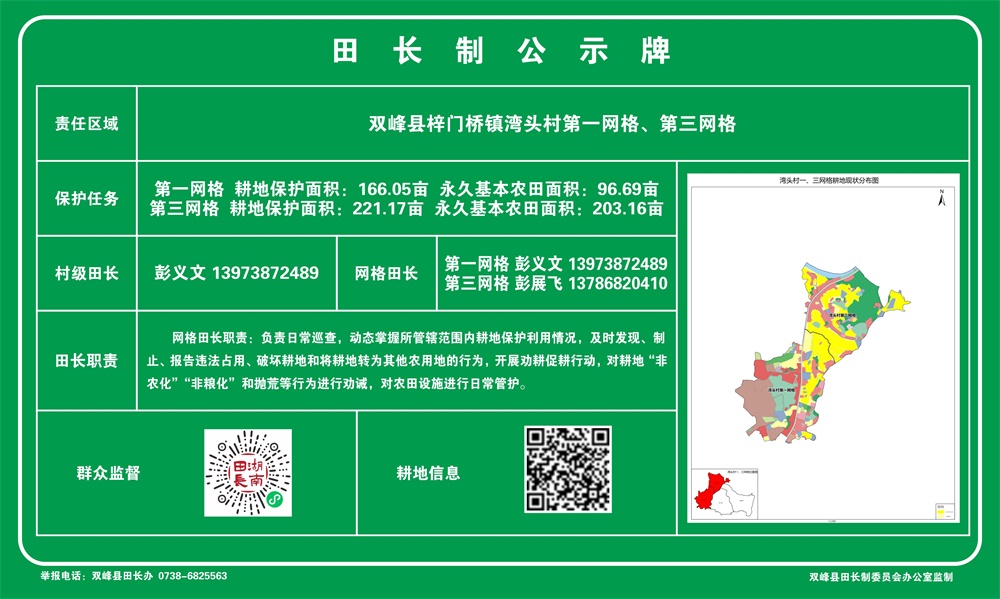 田长制公示牌
责任区域
双峰县梓门桥镇湾头村第一网格、第三网格
保护任务
第一网格 耕地保护面积：166.05亩 永久基本农田面积：96.69亩
第三网格 耕地保护面积：221.17亩 永久基本农田面积：203.16亩
湾头村一、三网格耕地现状分布图
N
村级田长
彭义文 13973872489
网格田长
第一网格 彭义文 13973872489
第三网格 彭展飞 13786820410
湾头村第三网格
湾头村第一网格
田长职责
网格田长职责：负责日常巡查，动态掌握所管辖范围内耕地保护利用情况，及时发现、制
止、报告违法占用、破坏耕地和将耕地转为其他农用地的行为，开展劝耕促耕行动，对耕地“非
农化”“非粮化”和抛荒等行为进行劝诫，对农田设施进行日常管护。
群众监督
湖南
田長
耕地信息
举报电话：双峰县田长办 0738-6825563
双峰县田长制委员会办公室监制